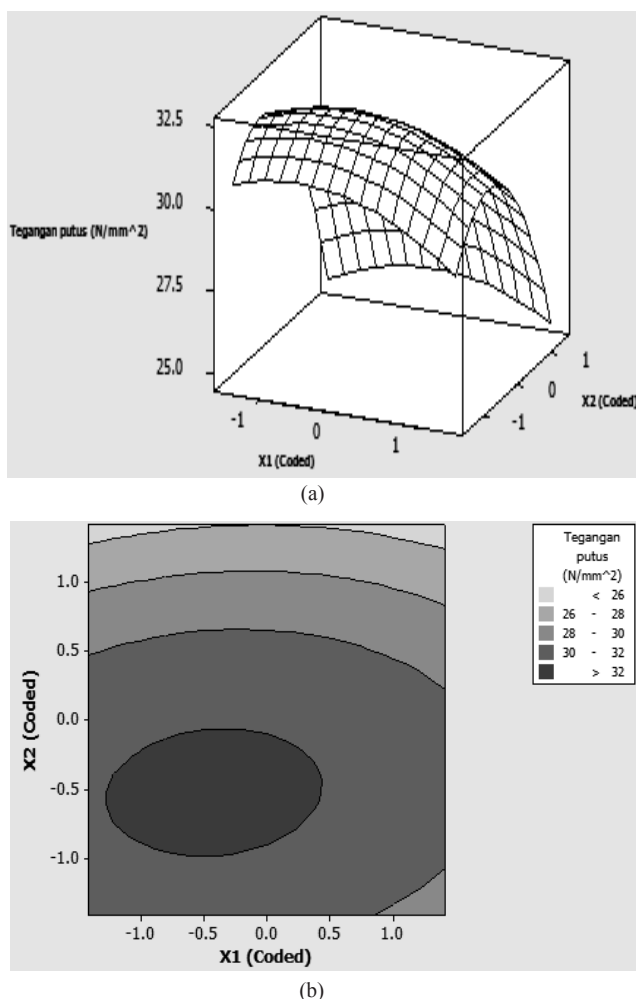 32.5
30.0
Tegangan putus (N/mm^2)
27.5
25.0
-1
0
1
X1 (Coded)
-1
0
1
X2 (Coded)
(a)
Tegangan
putus
(N/mm^2)
< 26
26 - 28
28 - 30
30 - 32
> 32
1.0
0.5
0.0
-0.5
-1.0
X2 (Coded)
-1.0 -0.5 0.0 0.5 1.0
X1 (Coded)
(b)